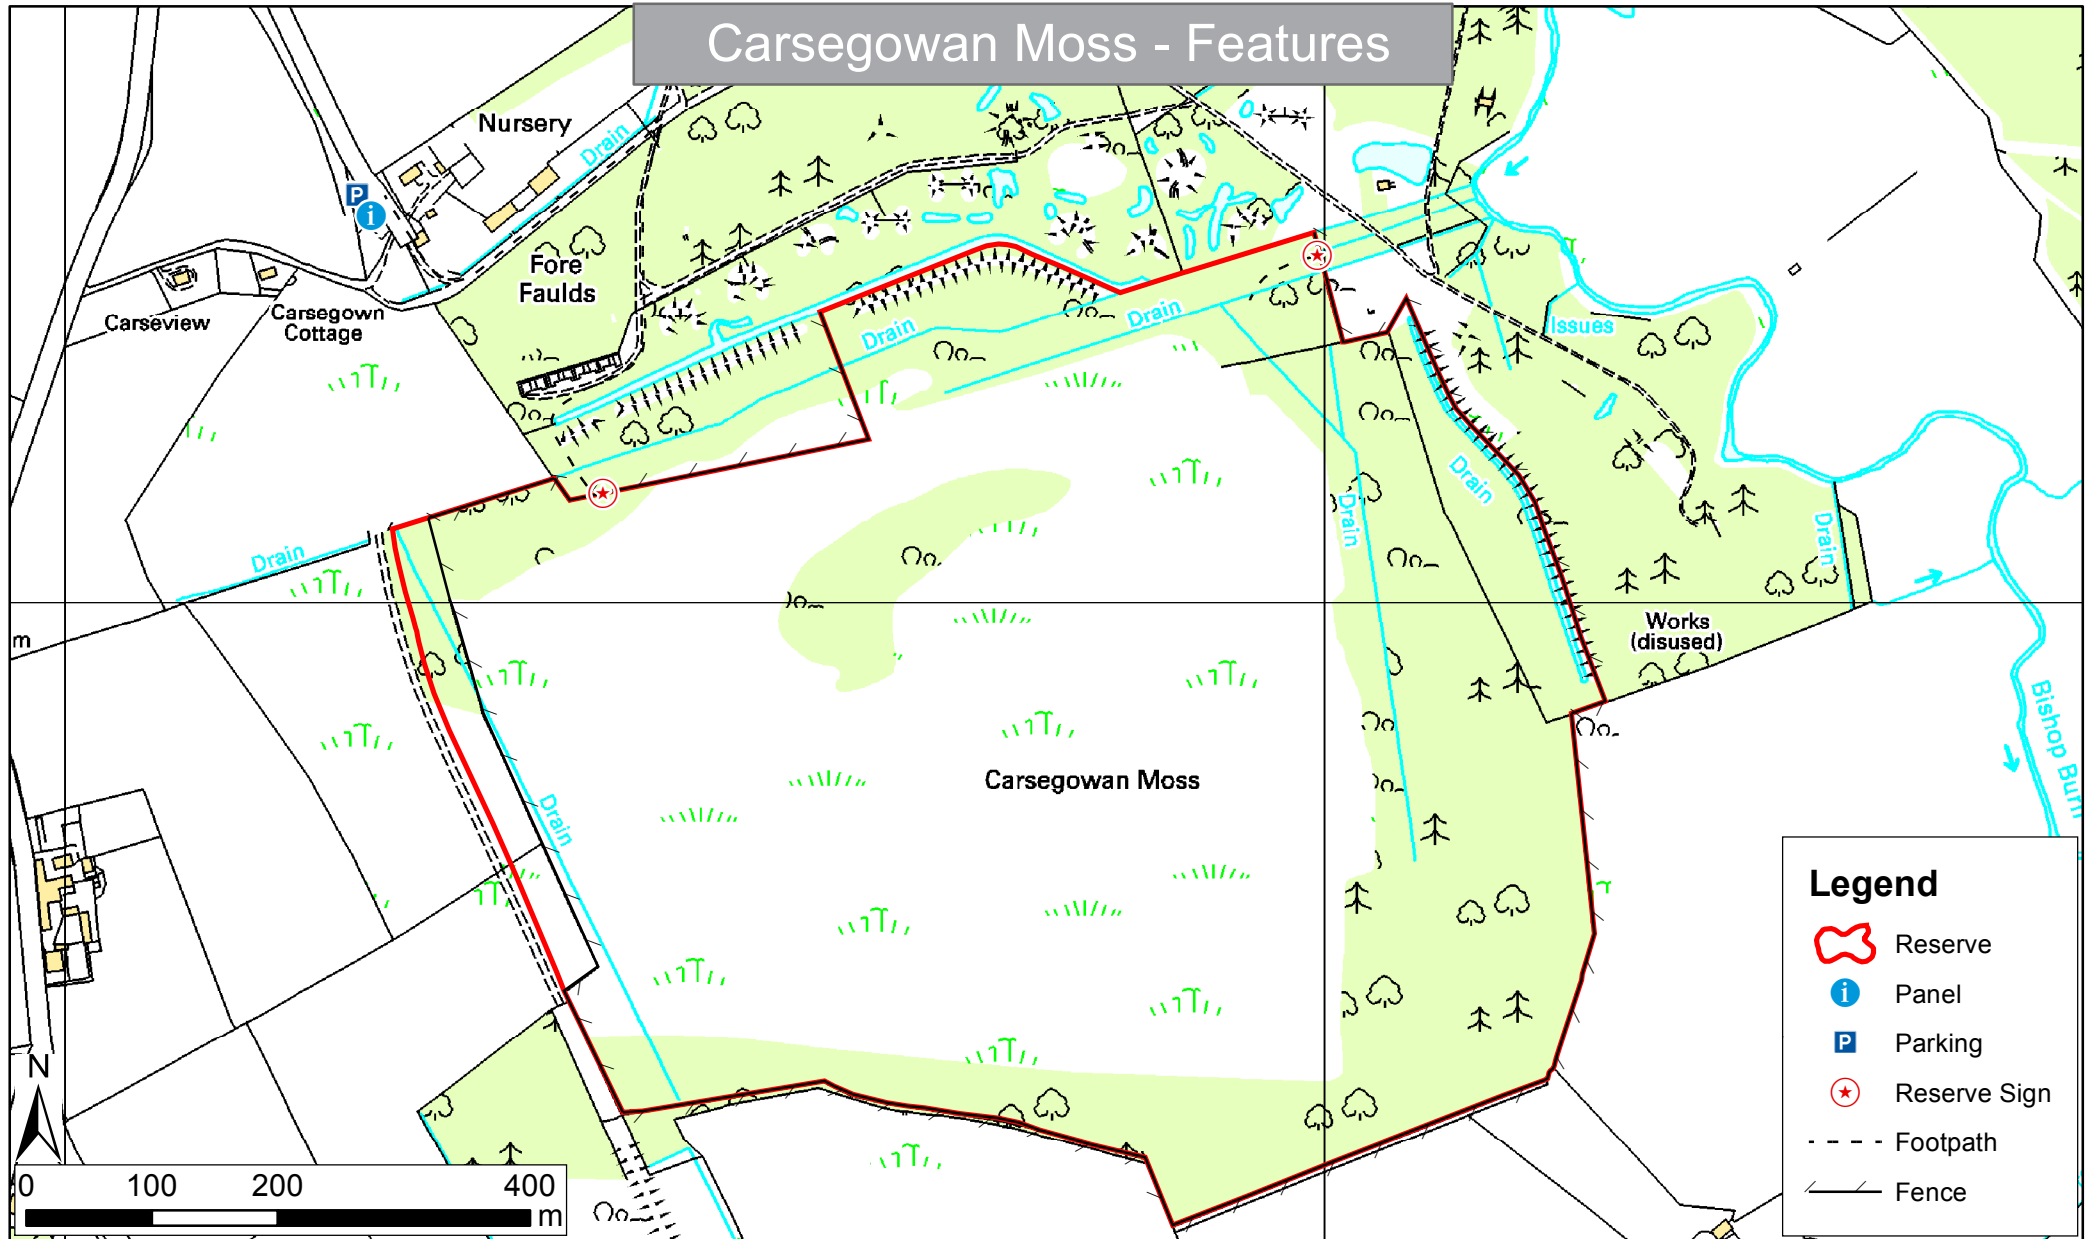 Carsegowan Moss - Features
Nursery
Drain
P
i
Fore
Faulds
Carseview
Carsegown
Cottage
Drain
Drain
Issues
Drain
Drain
Drain
Drain
m
Works
(disused)
Bishop Burn
Carsegowan Moss
Drain
Legend
Reserve
i Panel
P Parking
Reserve Sign
Footpath
Fence
N
0 100 200 400
m